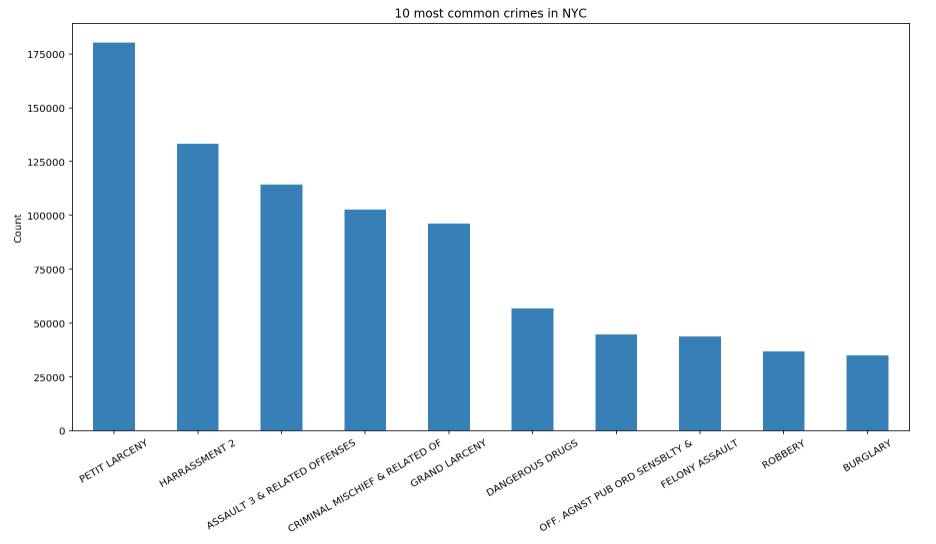 10 most common crimes in NYC
Count
175000
150000
125000
100000
75000
50000
25000
0
PETIT LARCENY
HARRASSMENT 2
ASSAULT 3 & RELATED OFFENSES
CRIMINAL MISCHIEF & RELATED OF
GRAND LARCENY
DANGEROUS DRUGS
OFF. AGNST PUB ORD SENSBLTY &
FELONY ASSAULT
ROBBERY
BURGLARY